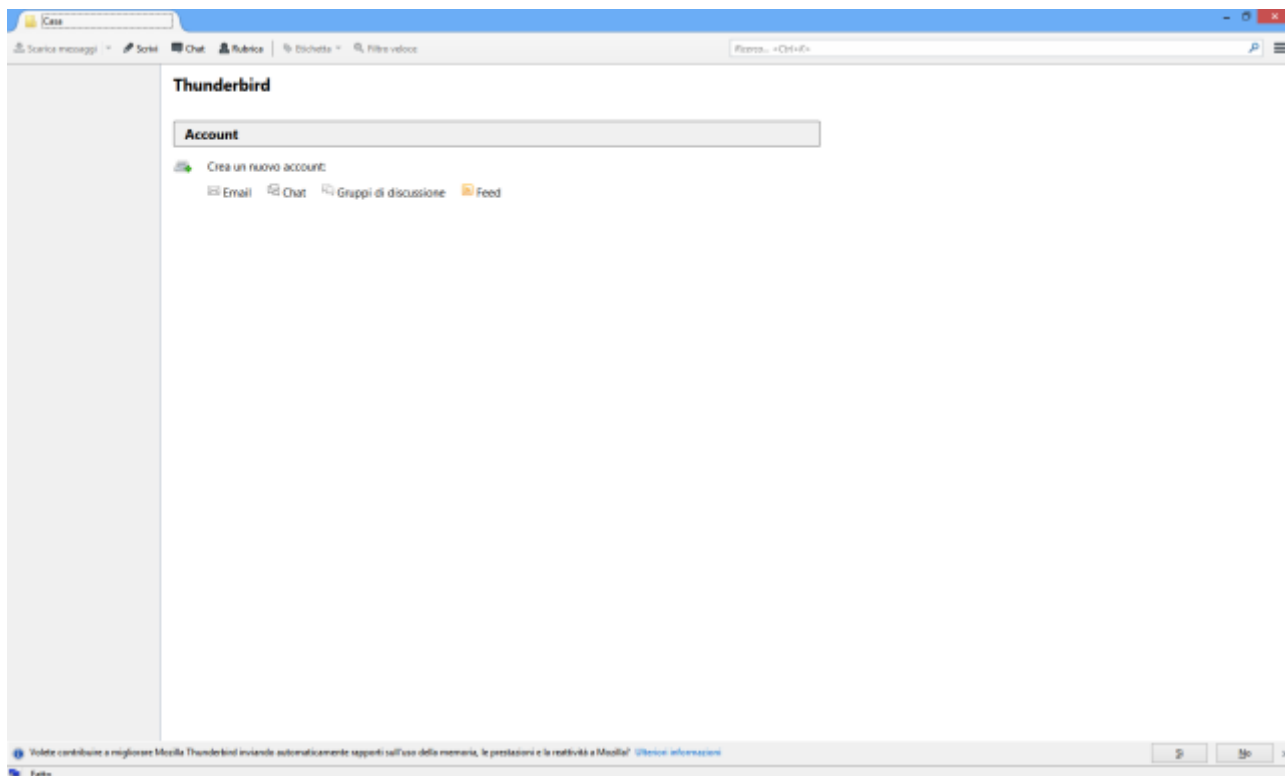 Casa
Scarica messaggi Scrivi Chat Rubrica Etichetta Filtro veloce Ricerca... <Ctrl+K>
Thunderbird
Account
Crea un nuovo account:
Email Chat Gruppi di discussione Feed
Volete contribuire a migliorare Mozilla Thunderbird inviando automaticamente rapporti sull'uso della memoria, le prestazioni e la reattività a Mozilla? Ulteriori informazioni Sì No
Fatto